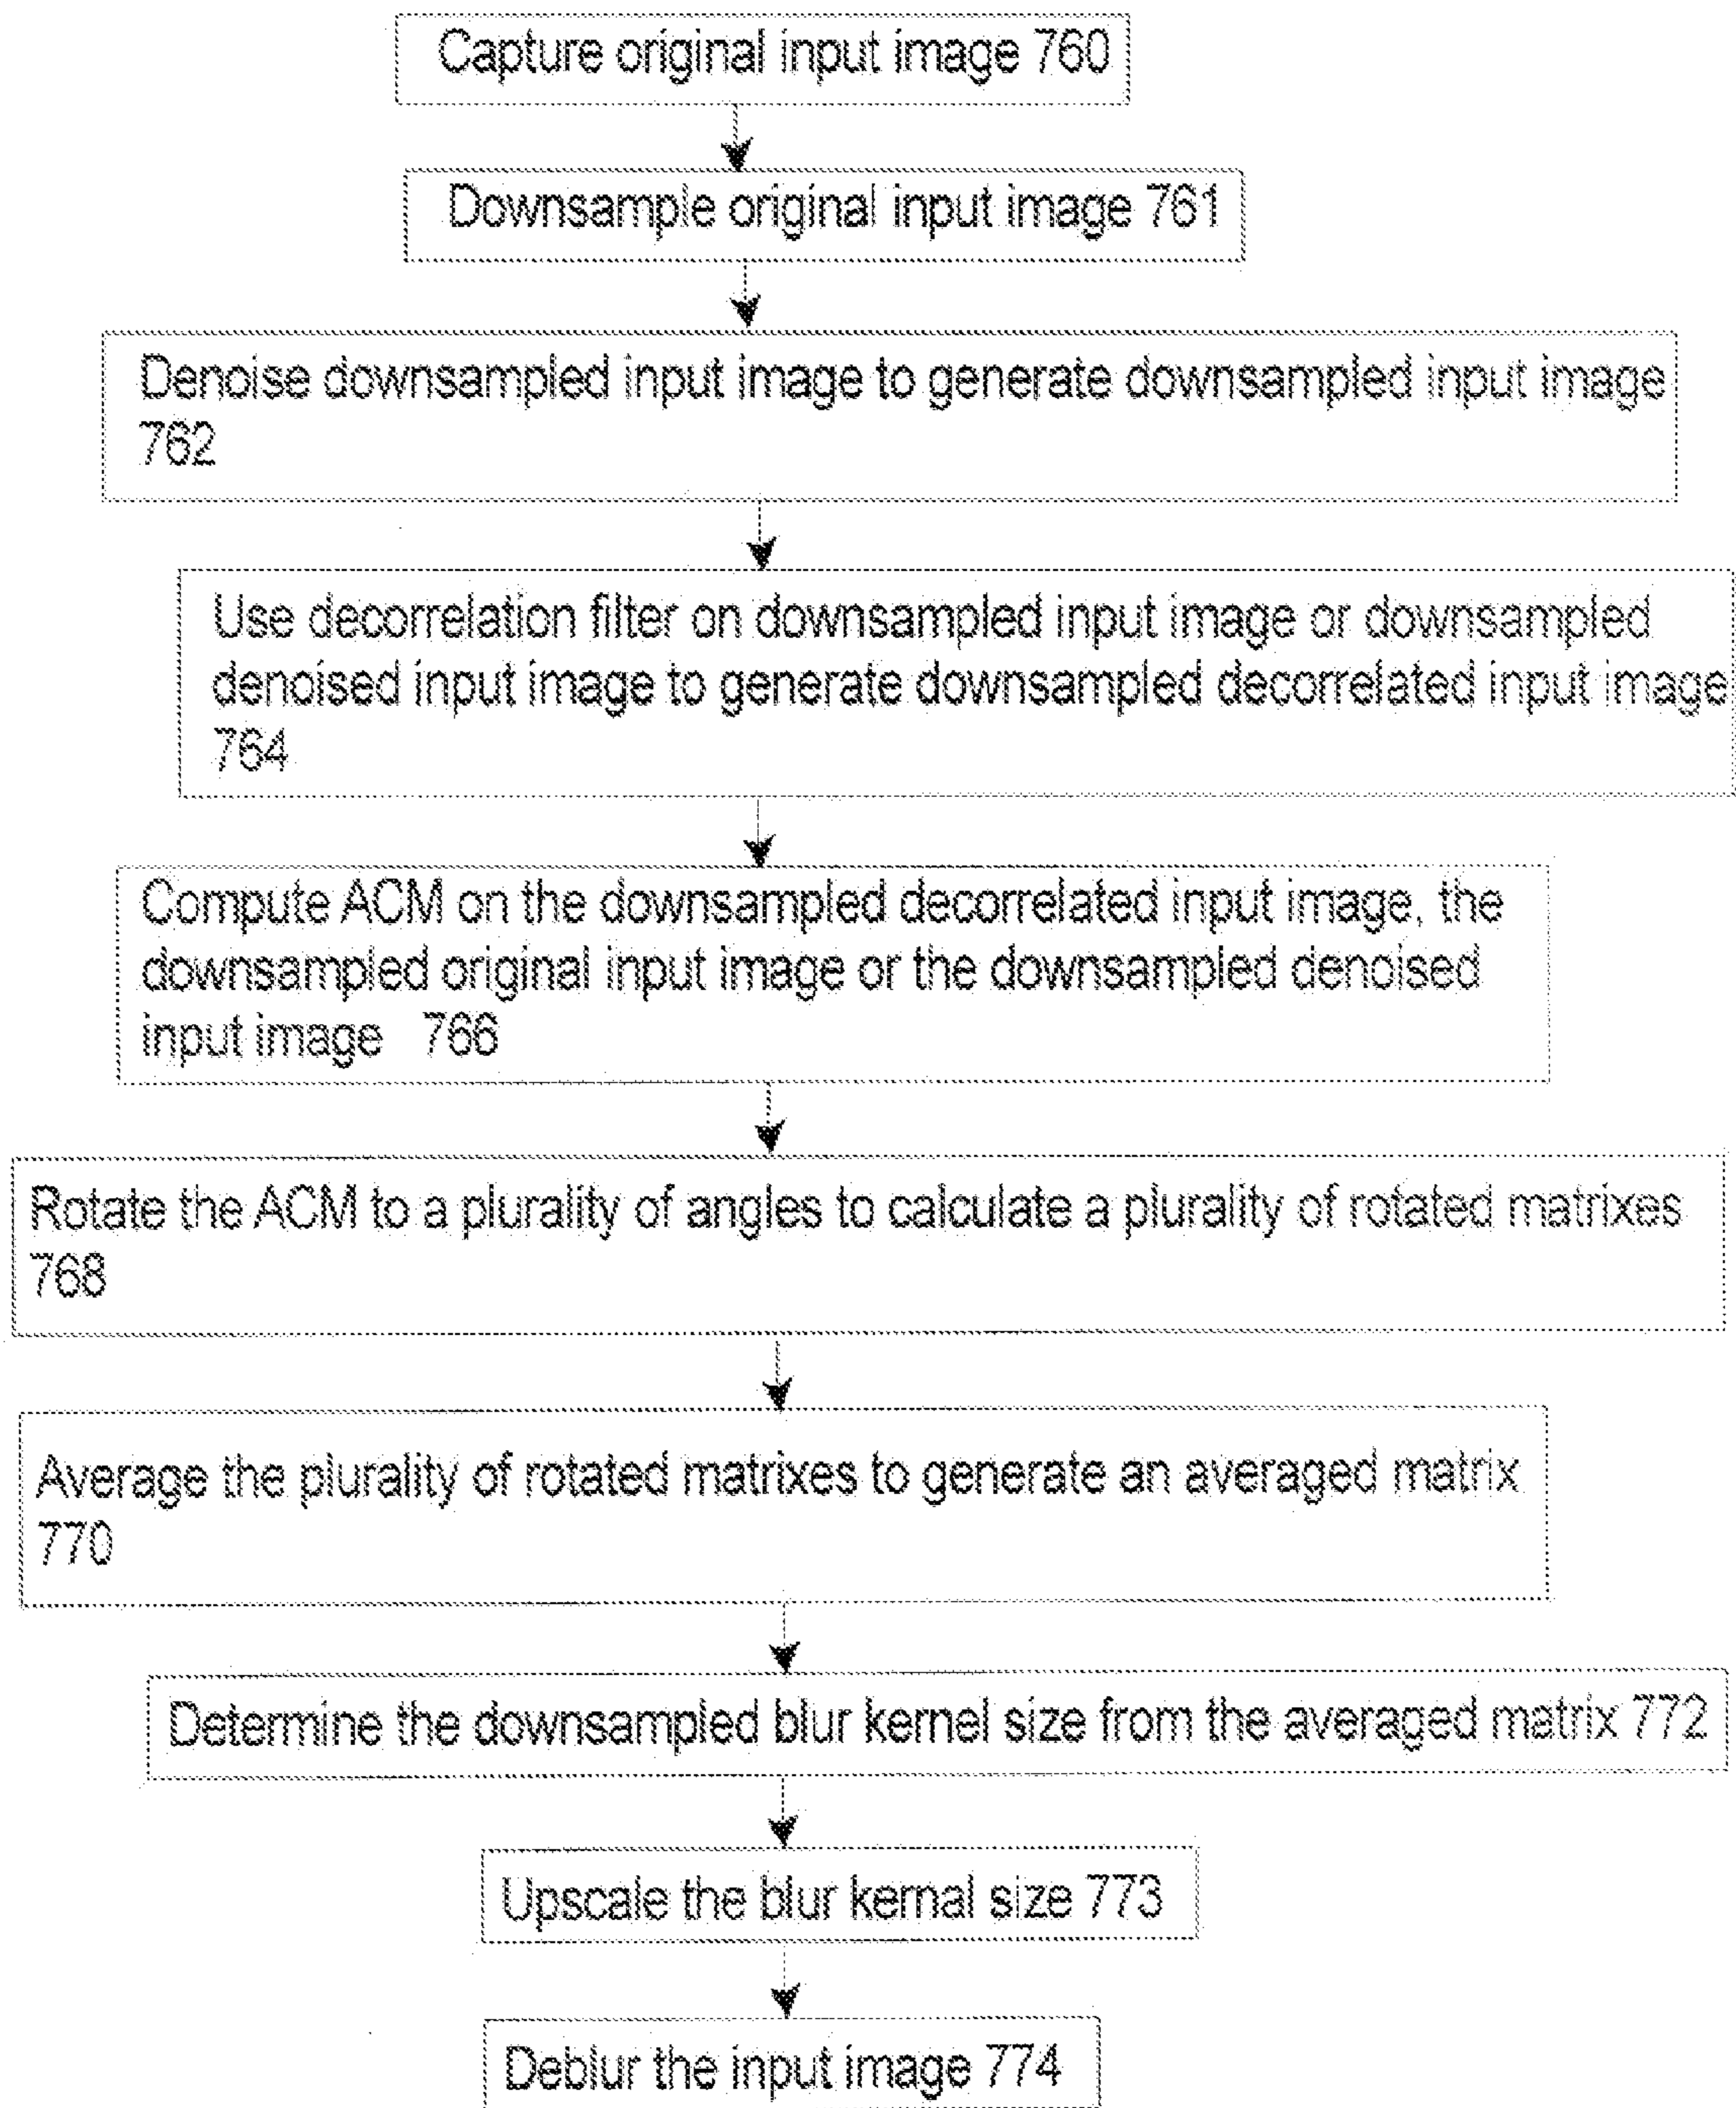 Capture original input image 760
Downsample original input image 761
Denoise downsampled input image to generate downsampled input image
762
Use decorrelation filter on downsampled input image or downsampled
denoised input image to generate downsampled decorrelated input image
764
Compute ACM on the downsampled decorrelated input image, the
downsampled original input image or the downsampled denoised
input image 766
Rotate the ACM to a plurality of angles to calculate a plurality of rotated matrixes
768
Average the plurality of rotated matrixes to generate an averaged matrix
770
Determine the downsampled blur kernel size from the averaged matrix 772
Upscale the blur kernal size 773
Deblur the input image 774